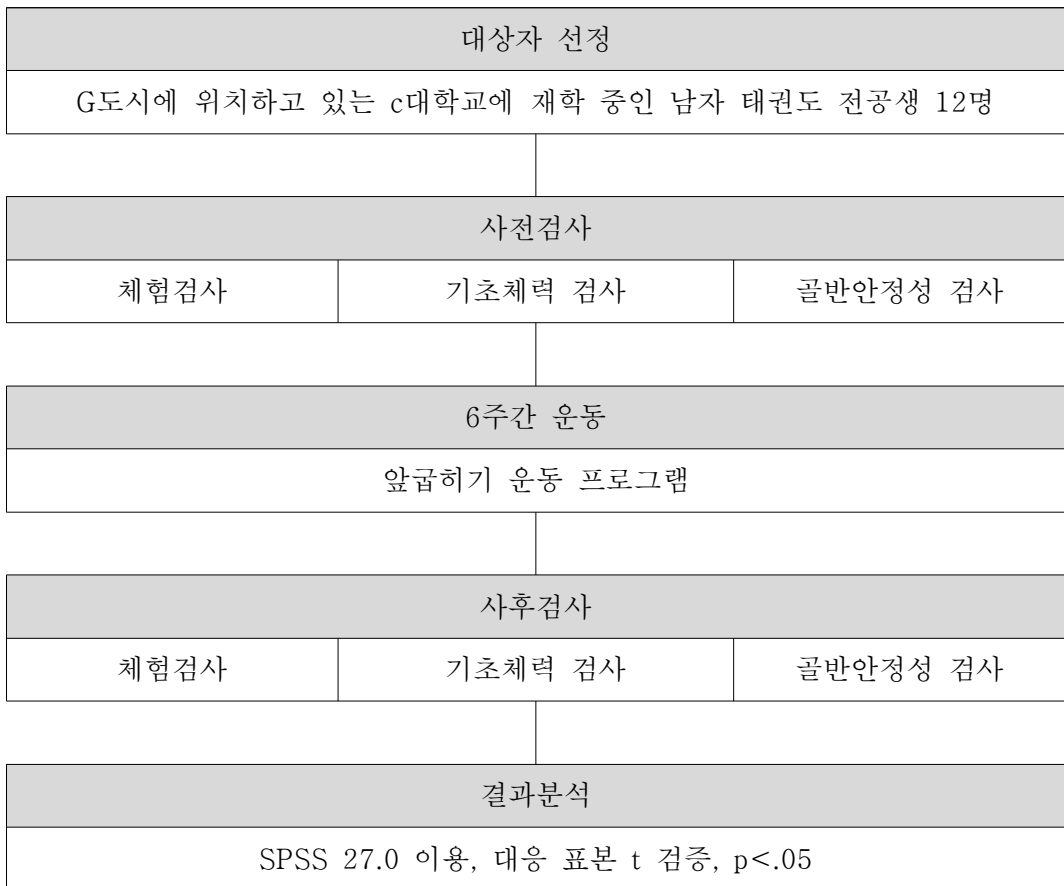 대상자 선정
G도시에 위치하고 있는 c대학교에 재학 중인 남자 태권도 전공생 12명
사전검사
체험검사 기초체력 검사 골반안정성 검사
6주간 운동
앞굽히기 운동 프로그램
사후검사
체험검사 기초체력 검사 골반안정성 검사
결과분석
SPSS 27.0 이용, 대응 표본 t 검증, p<.05